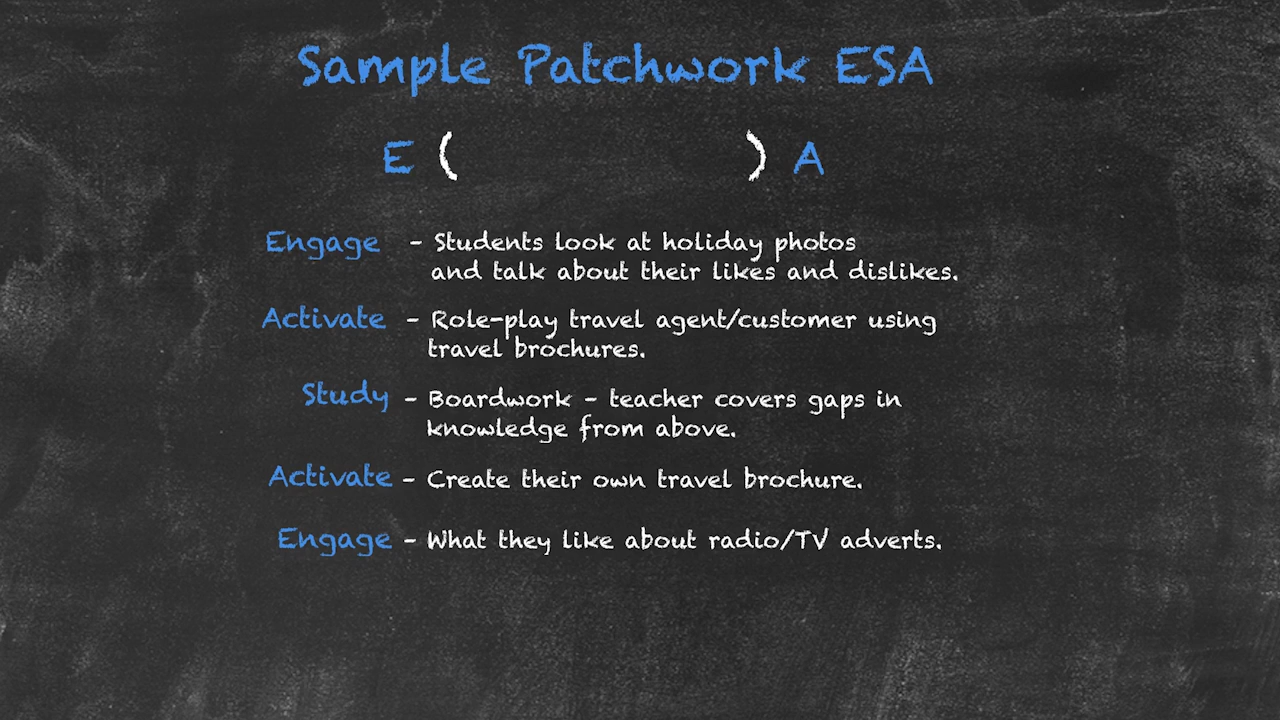 Sample Patchwork ESA
E ( ) A
Engage - Students look at holiday photos
and talk about their likes and dislikes.
Activate - Role-play travel agent/customer using
travel brochures.
Study - Boardwork - teacher covers gaps in
knowledge from above.
Activate - Create their own travel brochure.
Engage - What they like about radio/TV adverts.